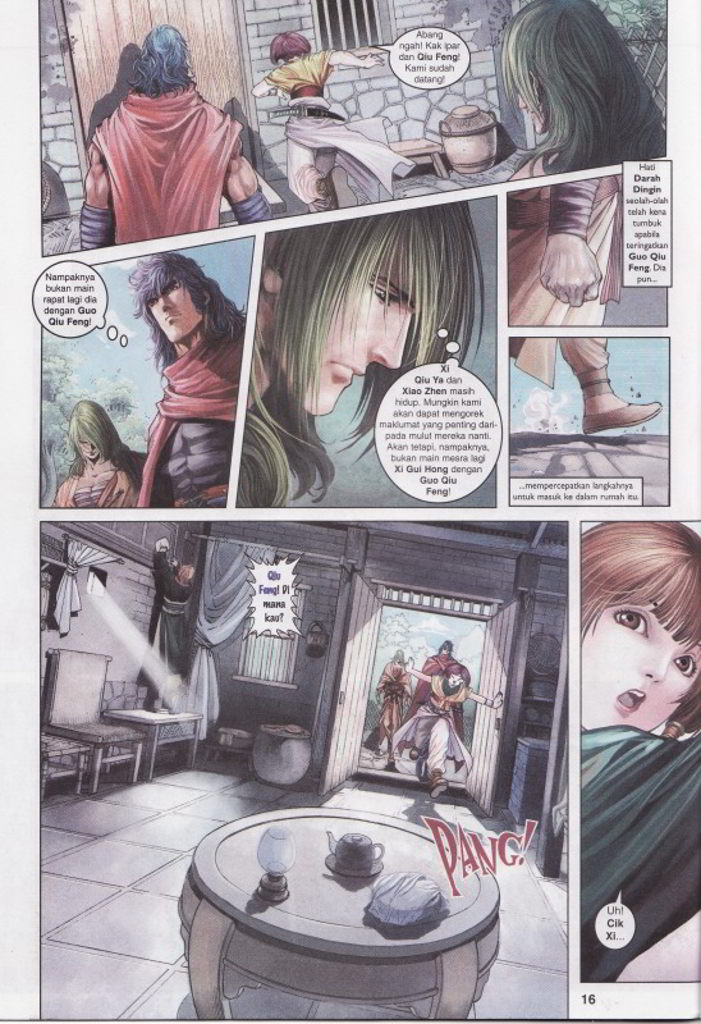 Abang
ngah! Kak ipar
dan Qiu Feng!
Kami sudah
datang!
Hati
Darah
Dingin
seolah-olah
telah kena
tumbuk
apabila
teringatkan
Guo Qiu
Feng. Dia
pun...
Nampaknya
bukan main
rapat lagi dia
dengan Guo
Qiu Feng!
Xi
Qiu Ya dan
Xiao Zhen masih
hidup. Mungkin kami
akan dapat mengorek
maklumat yang penting dari-
pada mulut mereka nanti.
Akan tetapi, nampaknya,
bukan main mesra lagi
Xi Gui Hong dengan
Guo Qiu
Feng!
...mempercepatkan langkahnya
untuk masuk ke dalam rumah itu.
Qiu
Feng! Di
mana
kau?
PANG!
Uh!
Cik
Xi...
16